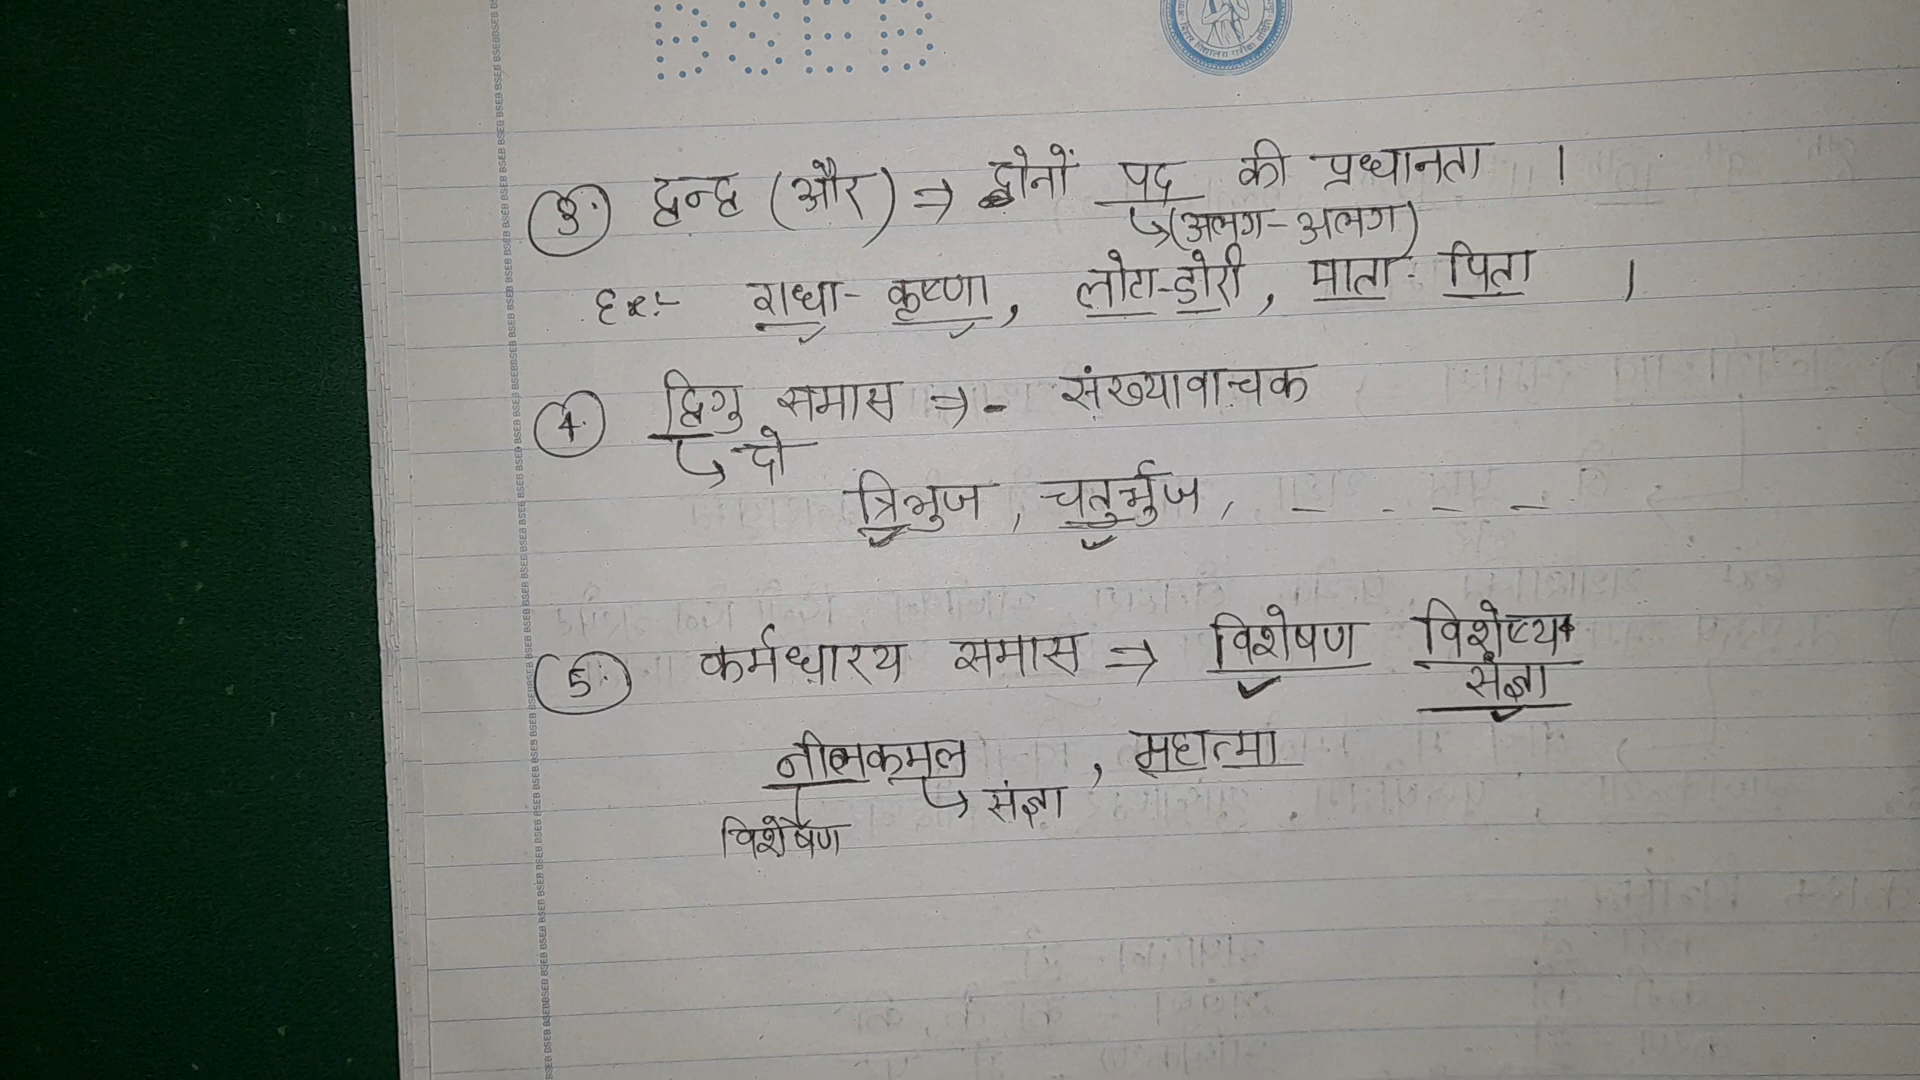 BSEB
3. द्वन्द्व (और) ⇒ दोनों पद की प्रधानता ।
↳(अलग-अलग)
Ex:- राधा-कृष्णा, लोटा-डोरी, माता-पिता ।
4. द्विगु समास ⇒ - संख्यावाचक
↳ दो
त्रिभुज, चतुर्भुज, - - - -
5. कर्मधारय समास ⇒ विशेषण विशेष्य
संज्ञा
नीलकमल, महात्मा
↳ संज्ञा
विशेषण